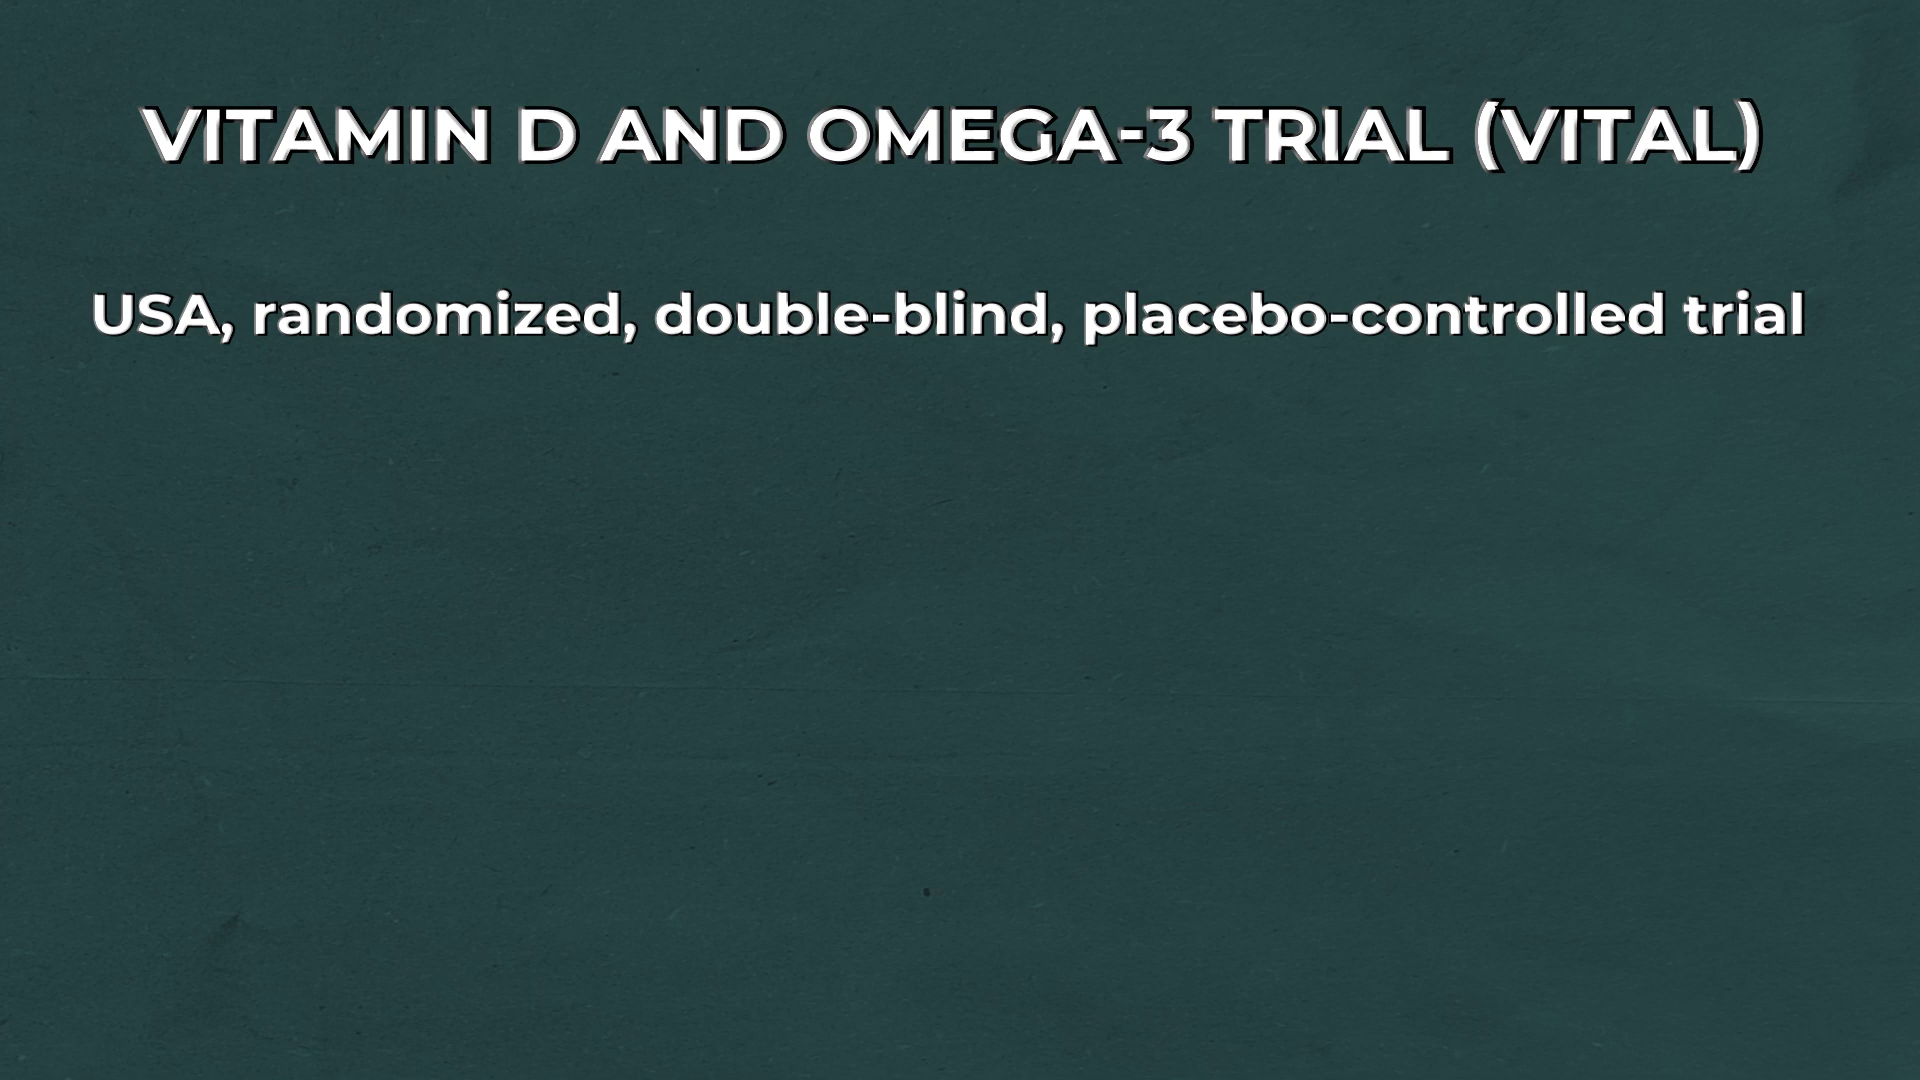 VITAMIN D AND OMEGA-3 TRIAL (VITAL)
USA, randomized, double-blind, placebo-controlled trial